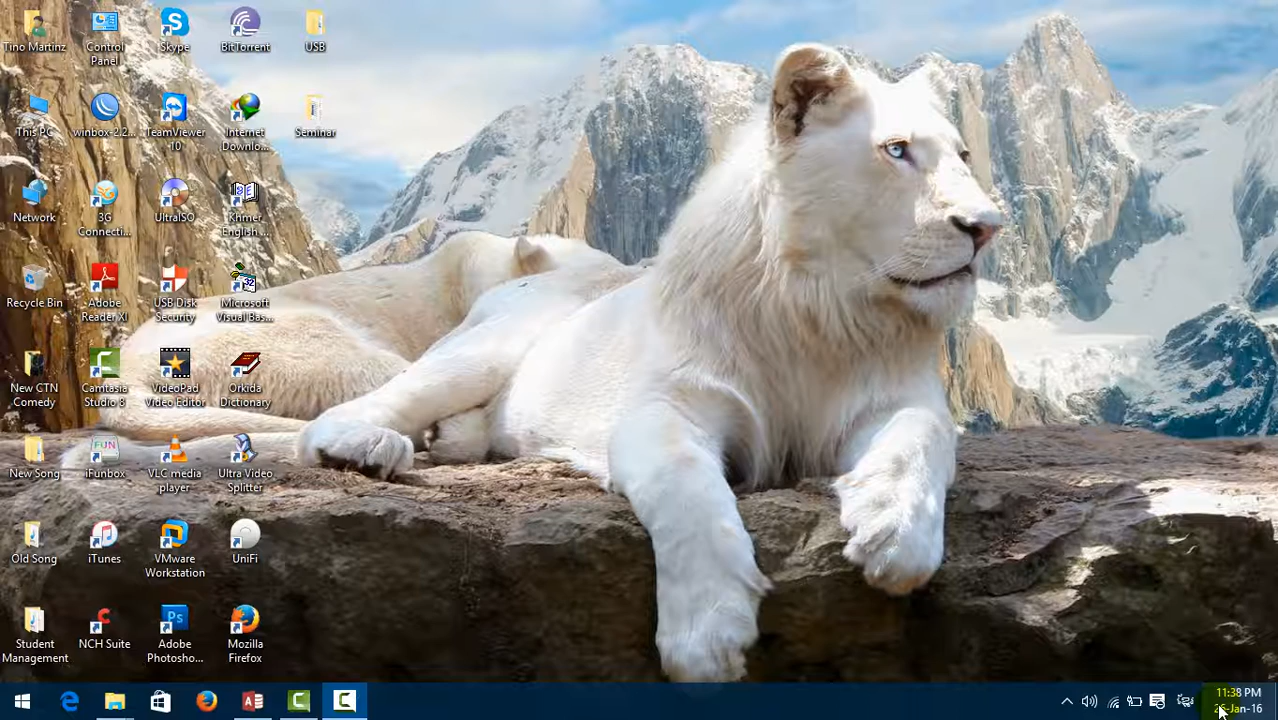 Tino Martinz
Control
Panel
Skype
BitTorrent
USB
This PC
winbox-2.2...
TeamViewer
10
Internet
Downlo...
Seminar
Network
3G
Connecti...
UltraISO
Khmer
English ...
Recycle Bin
Adobe
Reader XI
USB Disk
Security
Microsoft
Visual Bas...
New CTN
Comedy
Camtasia
Studio 8
VideoPad
Video Editor
Orkida
Dictionary
New Song
iFunbox
VLC media
player
Ultra Video
Splitter
Old Song
iTunes
VMware
Workstation
UniFi
Student
Management
NCH Suite
Adobe
Photosho...
Mozilla
Firefox
11:38 PM
-Jan-16